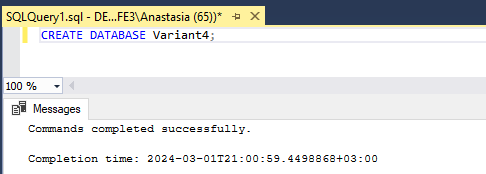 SQLQuery1.sql - DE...FE3\Anastasia (65))*
CREATE DATABASE Variant4;
100 %
Messages
Commands completed successfully.
Completion time: 2024-03-01T21:00:59.4498868+03:00